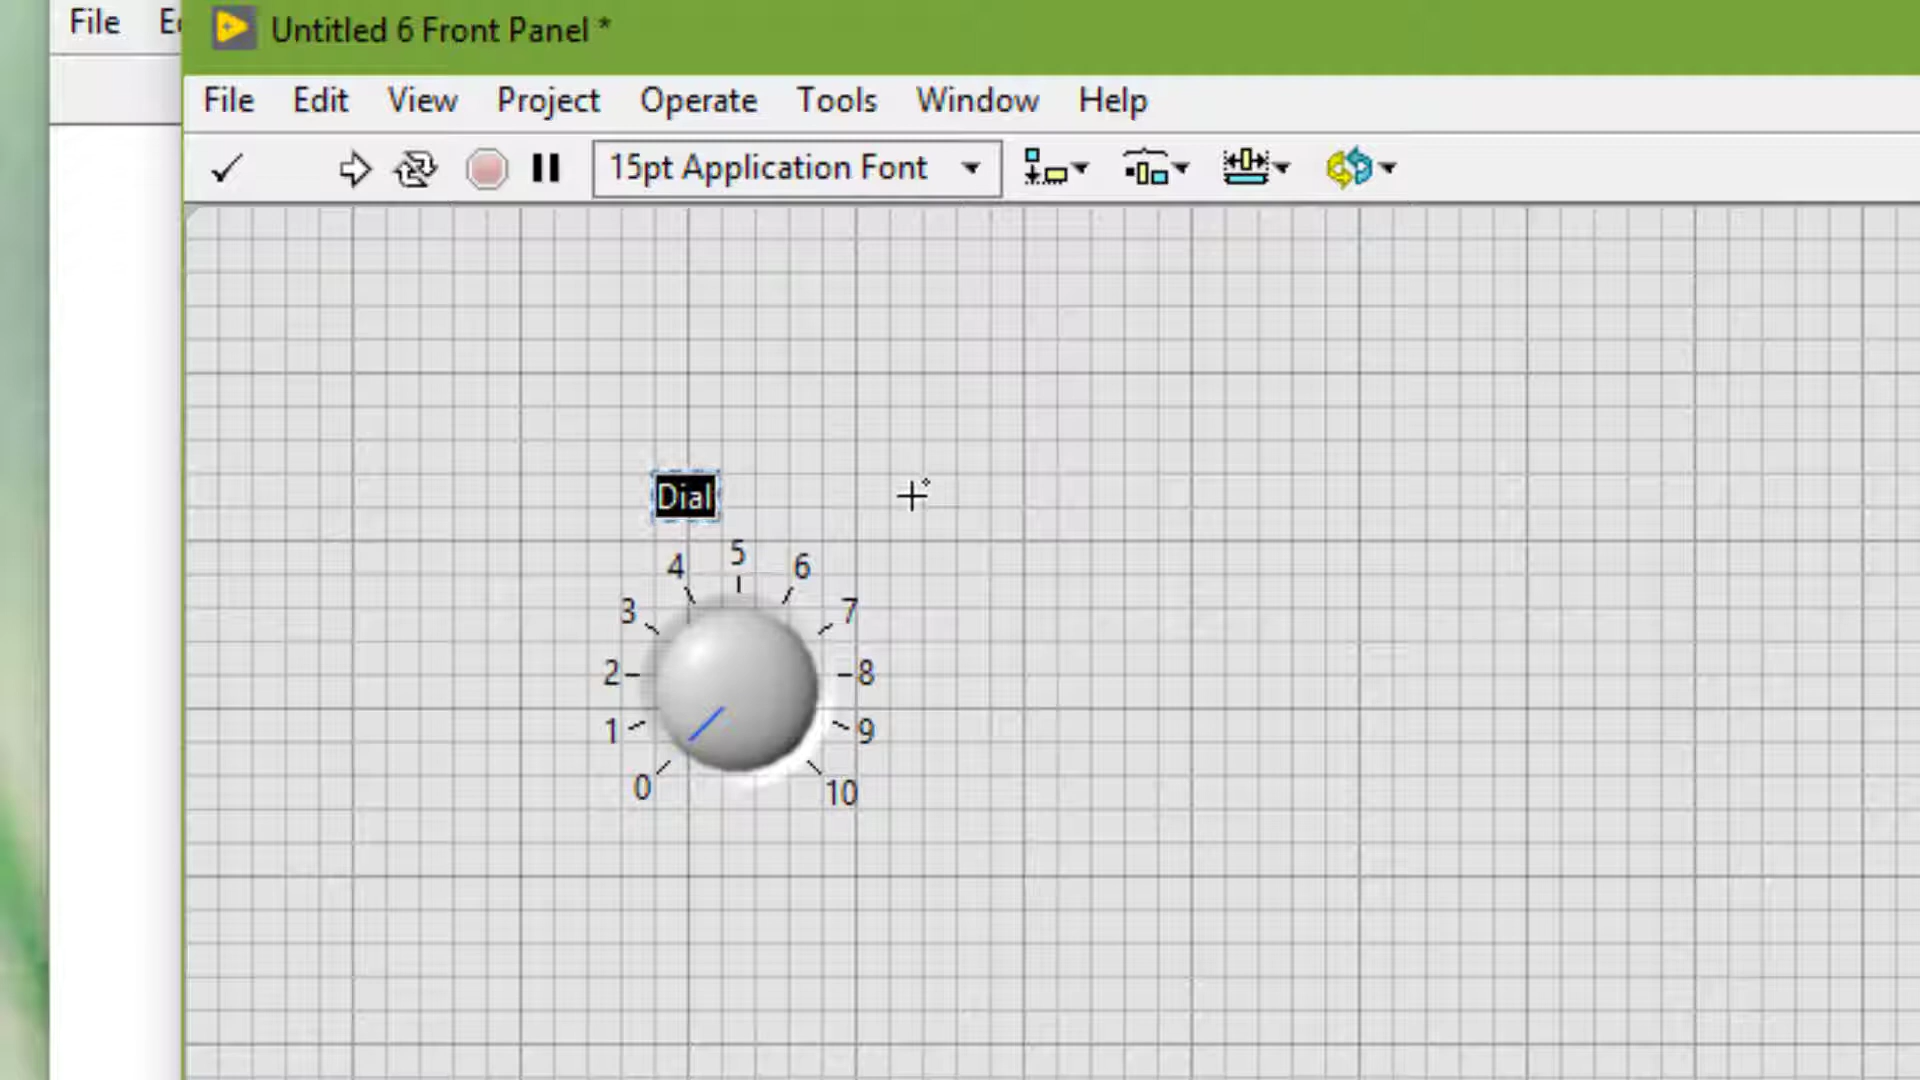 File
Untitled 6 Front Panel *
File Edit View Project Operate Tools Window Help
15pt Application Font
Dial
0
1
2
3
4
5
6
7
8
9
10